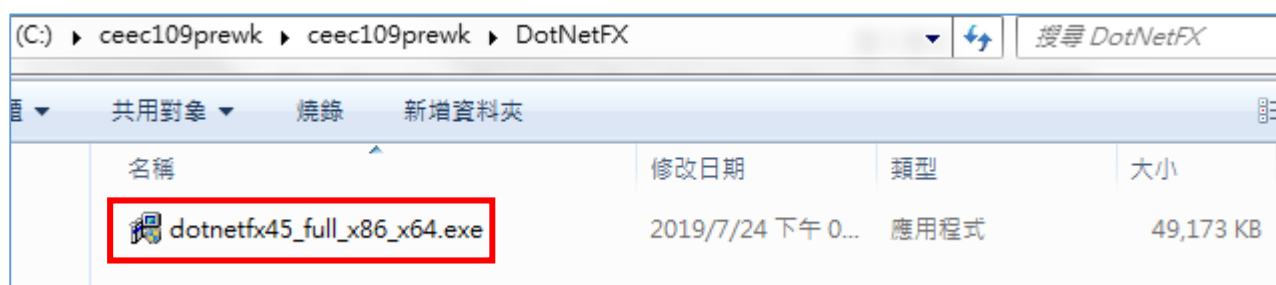 (C:) ▸ ceec109prewk ▸ ceec109prewk ▸ DotNetFX 搜尋 DotNetFX
共用對象 燒錄 新增資料夾
名稱 修改日期 類型 大小
dotnetfx45_full_x86_x64.exe 2019/7/24 下午 0... 應用程式 49,173 KB